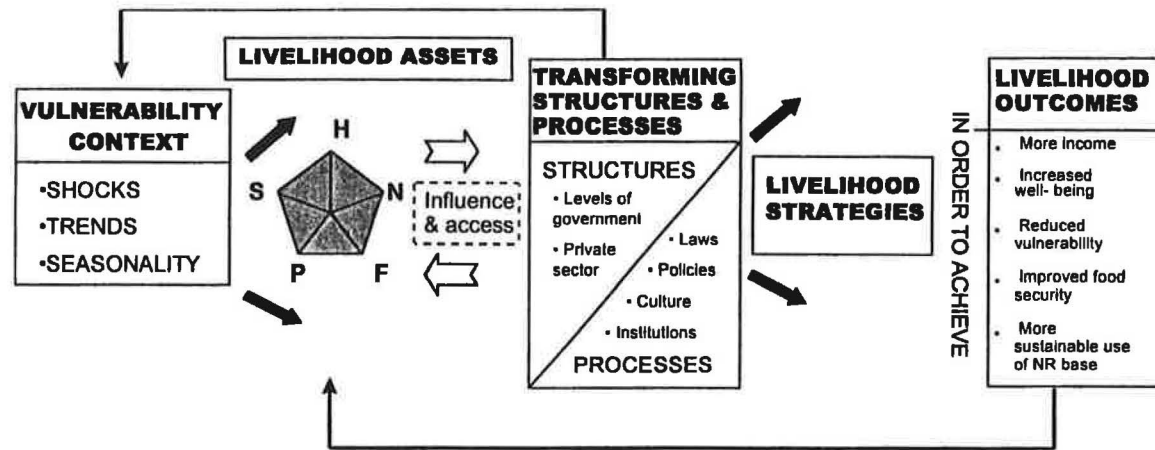 LIVELIHOOD ASSETS
VULNERABILITY
CONTEXT
•SHOCKS
•TRENDS
•SEASONALITY
H
S
N
P
F
Influence
& access
TRANSFORMING
STRUCTURES &
PROCESSES
STRUCTURES
• Levels of
government
• Private
sector
• Laws
• Policies
• Culture
• Institutions
PROCESSES
LIVELIHOOD
STRATEGIES
IN ORDER TO ACHIEVE
LIVELIHOOD
OUTCOMES
• More income
• Increased
well- being
• Reduced
vulnerability
• Improved food
security
• More
sustainable use
of NR base